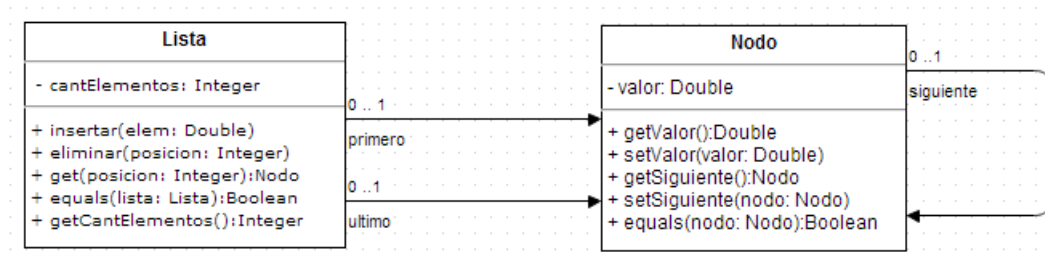 Lista
- cantElementos: Integer
+ insertar(elem: Double)
+ eliminar(posicion: Integer)
+ get(posicion: Integer):Nodo
+ equals(lista: Lista):Boolean
+ getCantElementos():Integer
0 .. 1
primero
0 ..1
ultimo
Nodo
- valor: Double
+ getValor():Double
+ setValor(valor: Double)
+ getSiguiente():Nodo
+ setSiguiente(nodo: Nodo)
+ equals(nodo: Nodo):Boolean
0 ..1
siguiente